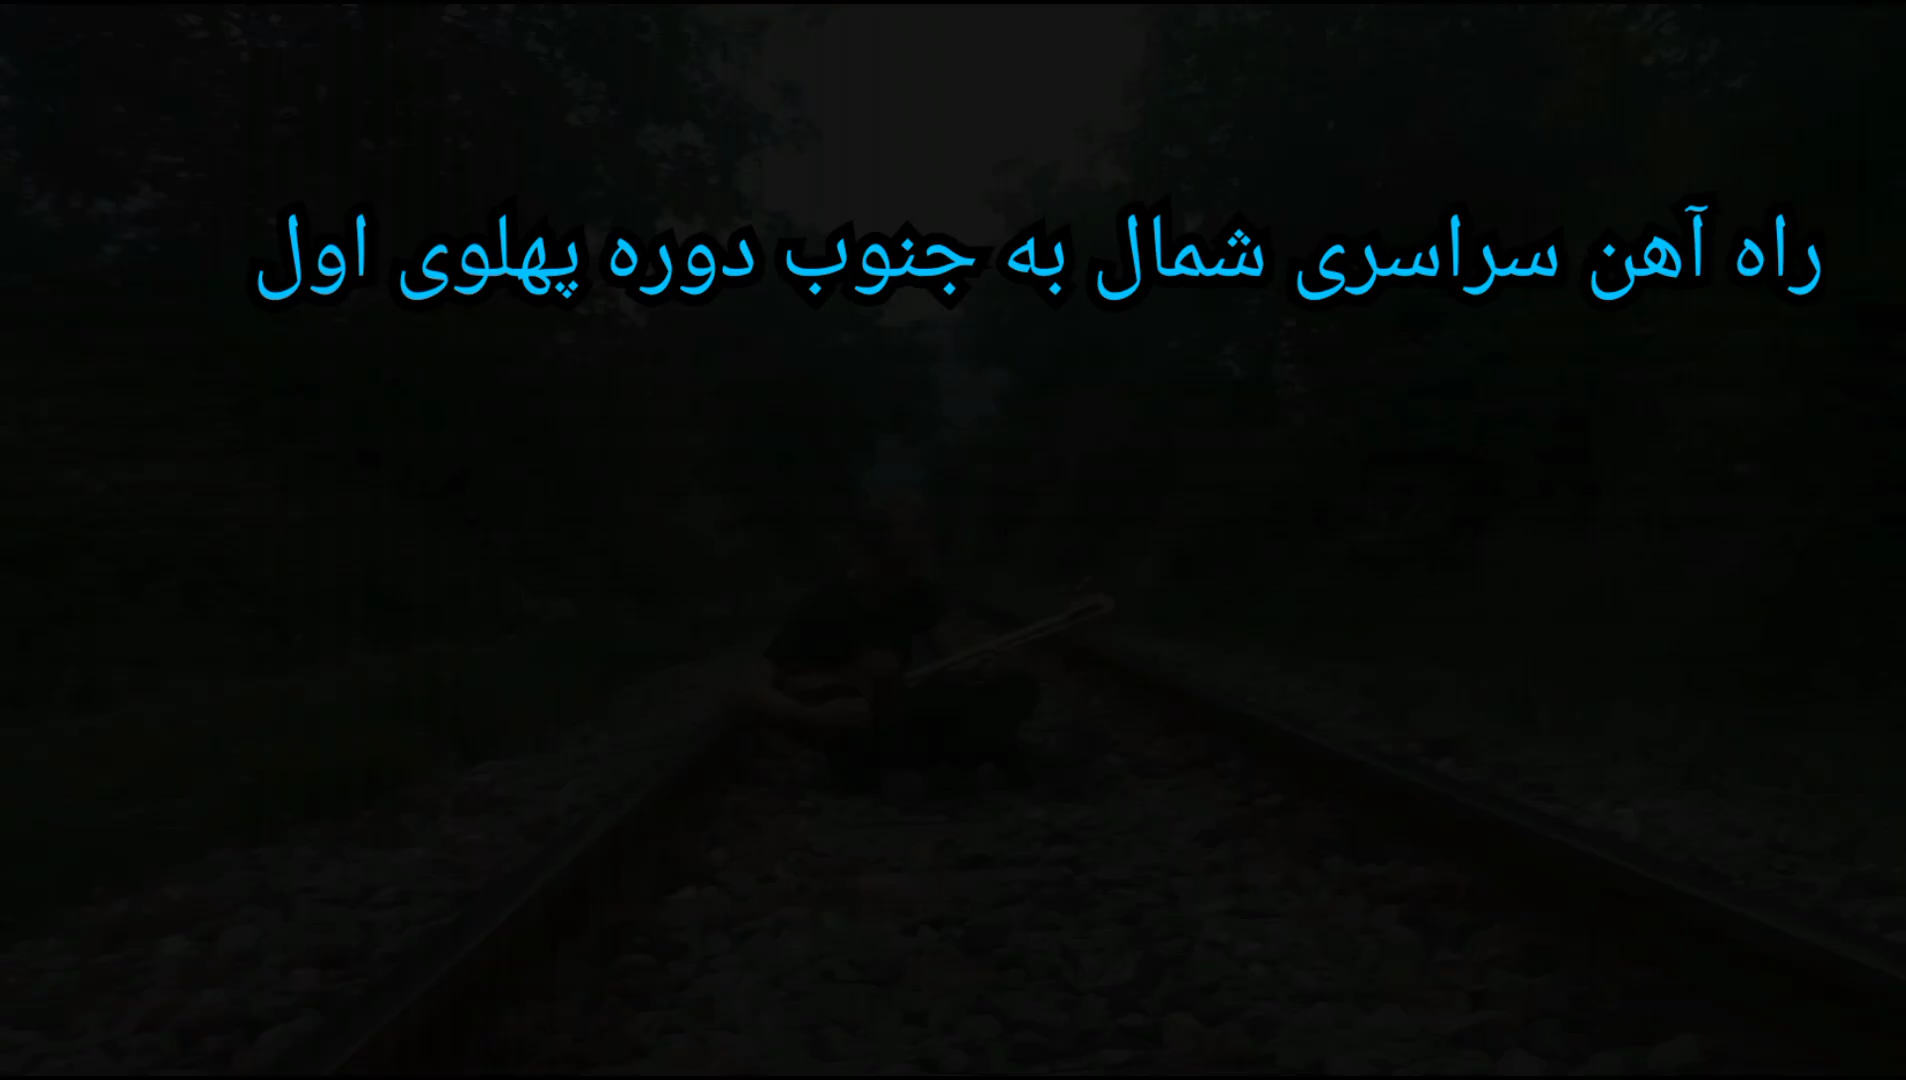 راه آهن سراسری شمال به جنوب دوره پهلوی اول